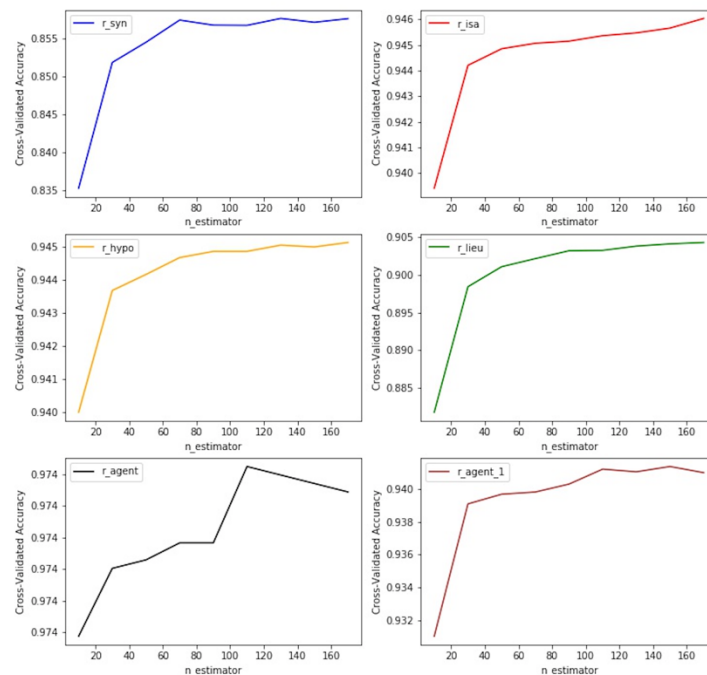 r_syn
0.855
0.850
0.845
0.840
0.835
Cross-Validated Accuracy
20 40 60 80 100 120 140 160
n_estimator
r_isa
0.946
0.945
0.944
0.943
0.942
0.941
0.940
Cross-Validated Accuracy
20 40 60 80 100 120 140 160
n_estimator
r_hypo
0.945
0.944
0.943
0.942
0.941
0.940
Cross-Validated Accuracy
20 40 60 80 100 120 140 160
n_estimator
r_lieu
0.905
0.900
0.895
0.890
0.885
Cross-Validated Accuracy
20 40 60 80 100 120 140 160
n_estimator
r_agent
0.974
0.974
0.974
0.974
0.974
0.974
Cross-Validated Accuracy
20 40 60 80 100 120 140 160
n_estimator
r_agent_1
0.940
0.938
0.936
0.934
0.932
Cross-Validated Accuracy
20 40 60 80 100 120 140 160
n_estimator